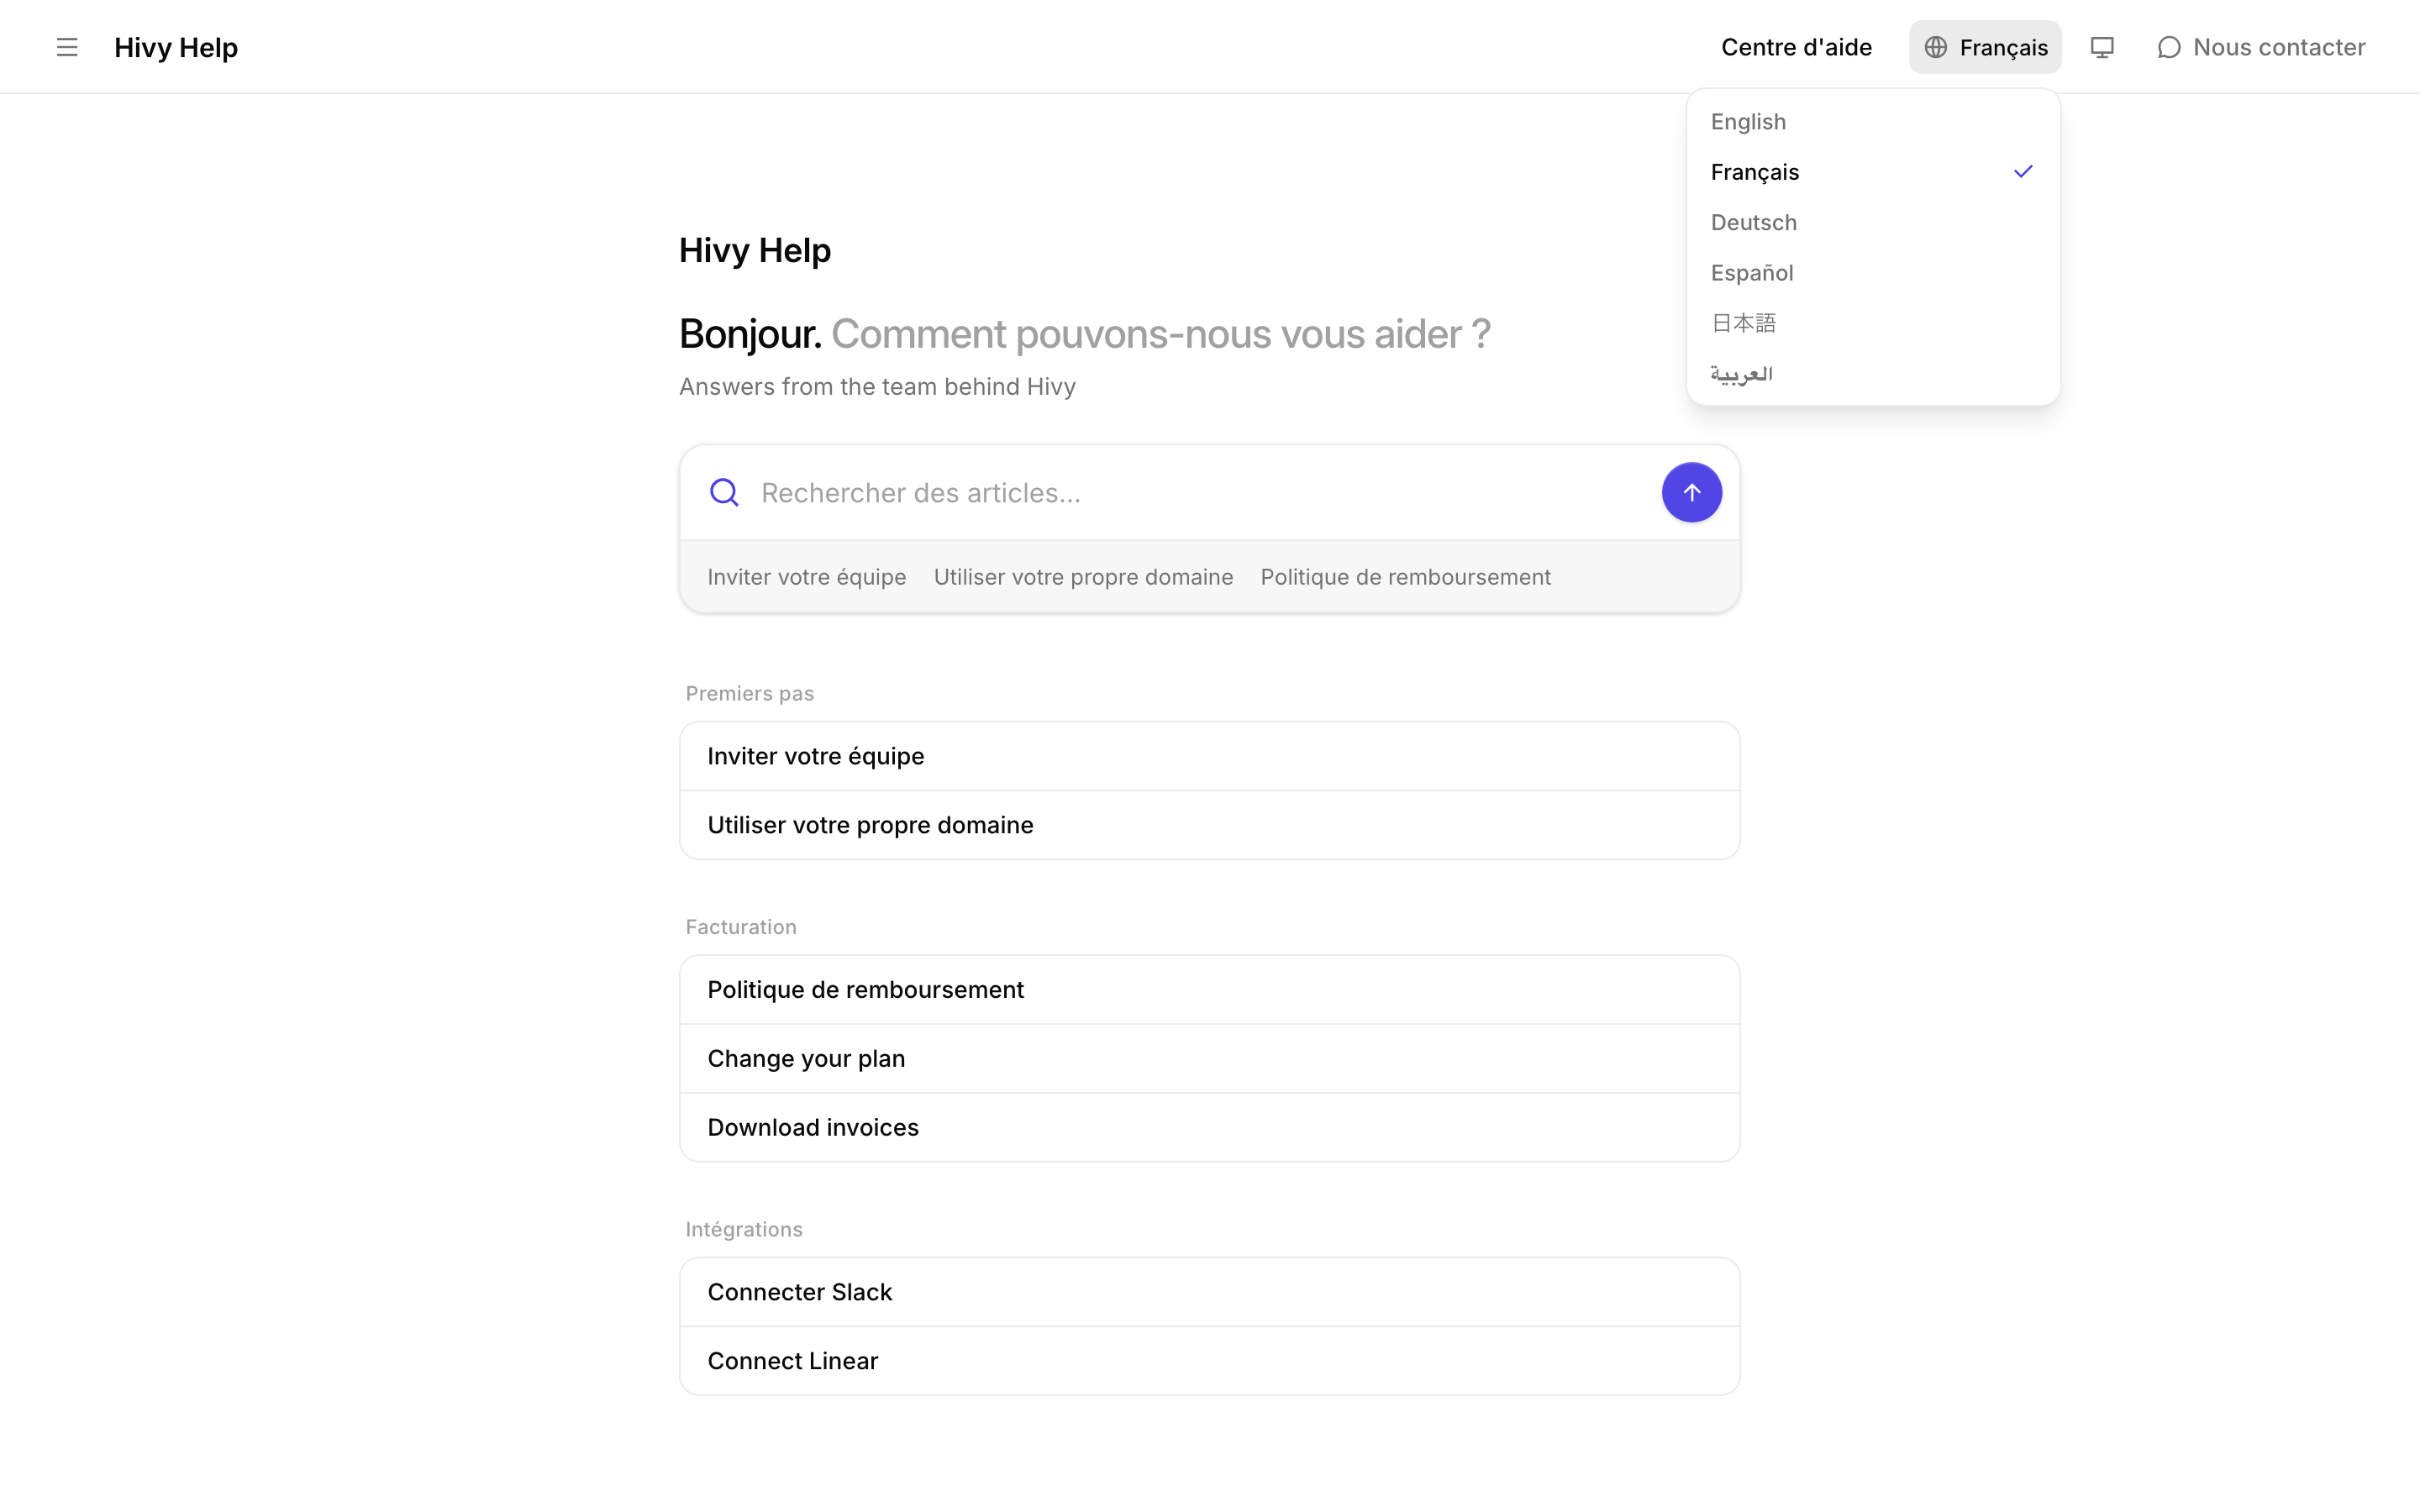 Hivy Help
Centre d'aide
Français
Nous contacter
English
Français
Deutsch
Español
日本語
العربية
Hivy Help
Bonjour. Comment pouvons-nous vous aider ?
Answers from the team behind Hivy
Rechercher des articles...
Inviter votre équipe
Utiliser votre propre domaine
Politique de remboursement
Premiers pas
Inviter votre équipe
Utiliser votre propre domaine
Facturation
Politique de remboursement
Change your plan
Download invoices
Intégrations
Connecter Slack
Connect Linear